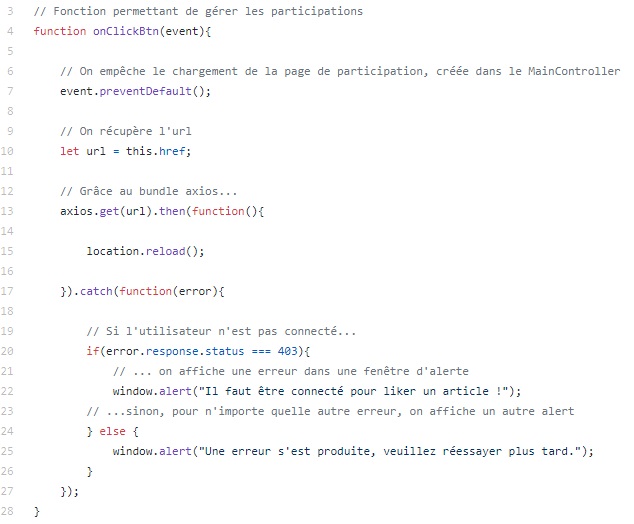 3 // Fonction permettant de gérer les participations
4 function onClickBtn(event){
5
6 // On empêche le chargement de la page de participation, créée dans le MainController
7 event.preventDefault();
8
9 // On récupère l'url
10 let url = this.href;
11
12 // Grâce au bundle axios...
13 axios.get(url).then(function(){
14
15 location.reload();
16
17 }).catch(function(error){
18
19 // Si l'utilisateur n'est pas connecté...
20 if(error.response.status === 403){
21 // ... on affiche une erreur dans une fenêtre d'alerte
22 window.alert("Il faut être connecté pour liker un article !");
23 // ...sinon, pour n'importe quelle autre erreur, on affiche un autre alert
24 } else {
25 window.alert("Une erreur s'est produite, veuillez réessayer plus tard.");
26 }
27 });
28 }